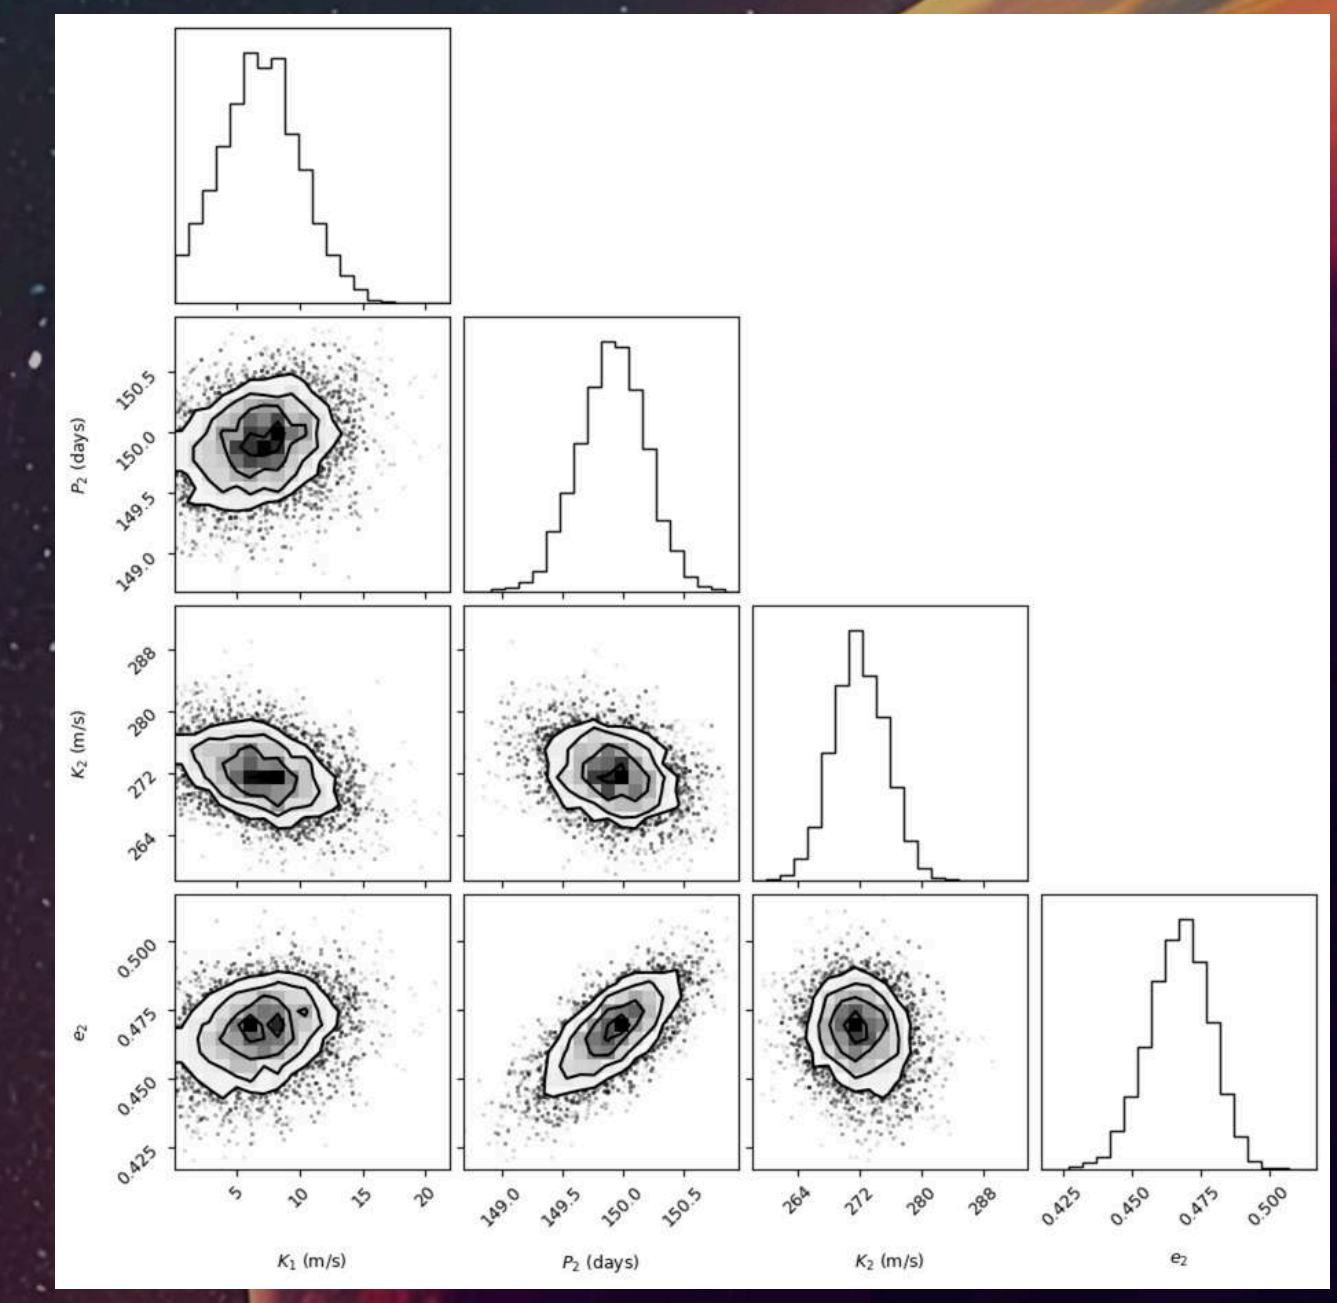 150.5
150.0
149.5
149.0
P₂ (days)
288
280
272
264
K₂ (m/s)
0.500
0.475
0.450
0.425
e₂
5 10 15 20
149.0 149.5 150.0 150.5
264 272 280 288
0.425 0.450 0.475 0.500
K₁ (m/s)
P₂ (days)
K₂ (m/s)
e₂